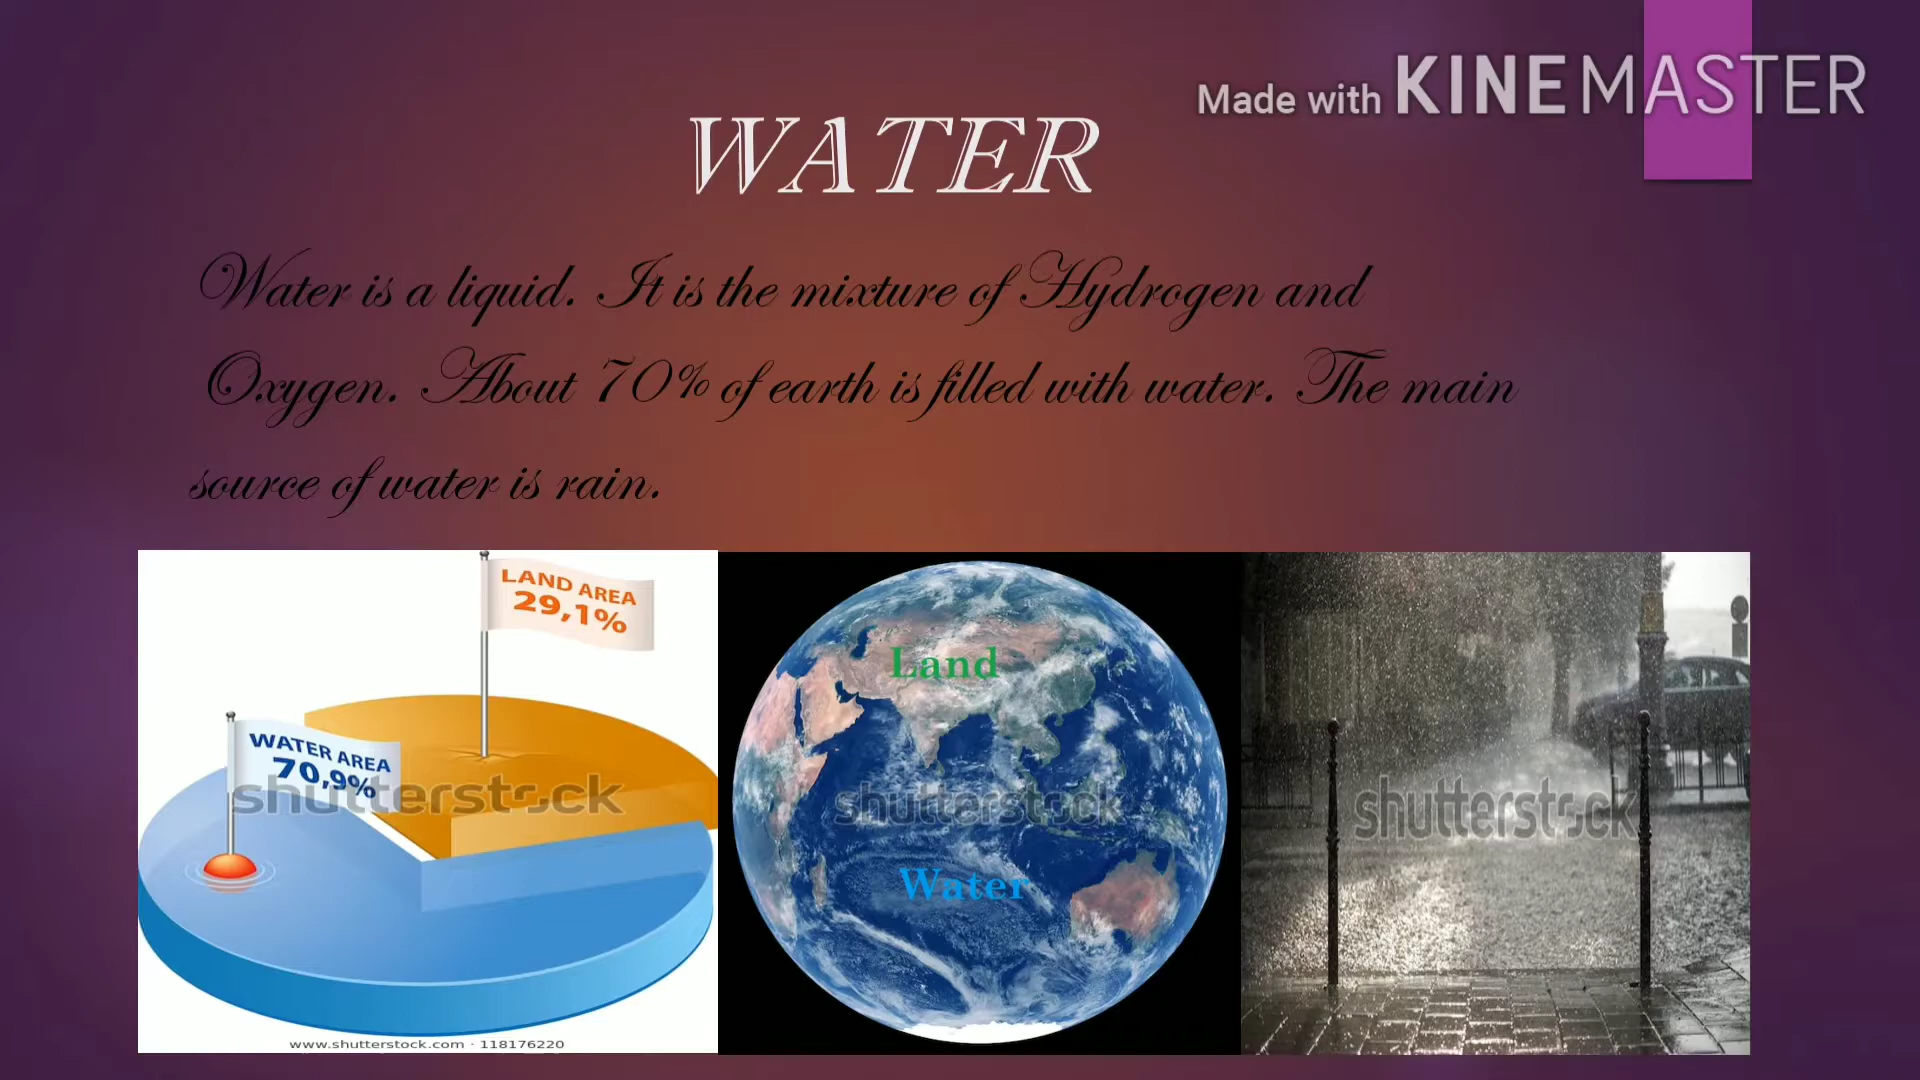 Made with KINEMASTER
WATER
Water is a liquid. It is the mixture of Hydrogen and
Oxygen. About 70% of earth is filled with water. The main
source of water is rain.
LAND AREA
29,1%
WATER AREA
70,9%
shutterstock
www.shutterstock.com · 118176220
Land
shutterstock
Water
shutterstock